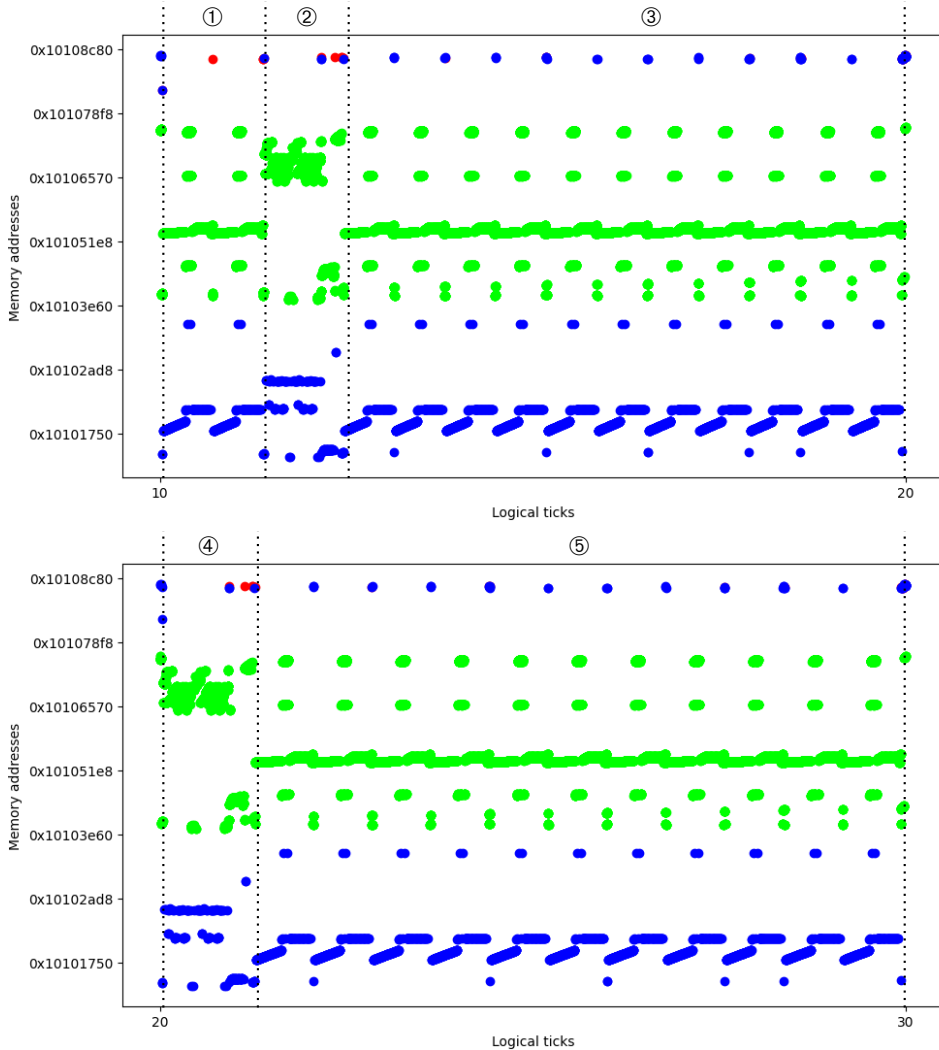 ① ② ③
0x10108c80
0x101078f8
0x10106570
0x101051e8
0x10103e60
0x10102ad8
0x10101750
Memory addresses
10 20
Logical ticks
④ ⑤
0x10108c80
0x101078f8
0x10106570
0x101051e8
0x10103e60
0x10102ad8
0x10101750
Memory addresses
20 30
Logical ticks